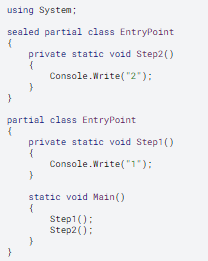 using System;
sealed partial class EntryPoint
{
    private static void Step2()
    {
        Console.Write("2");
    }
}
partial class EntryPoint
{
    private static void Step1()
    {
        Console.Write("1");
    }
    static void Main()
    {
        Step1();
        Step2();
    }
}